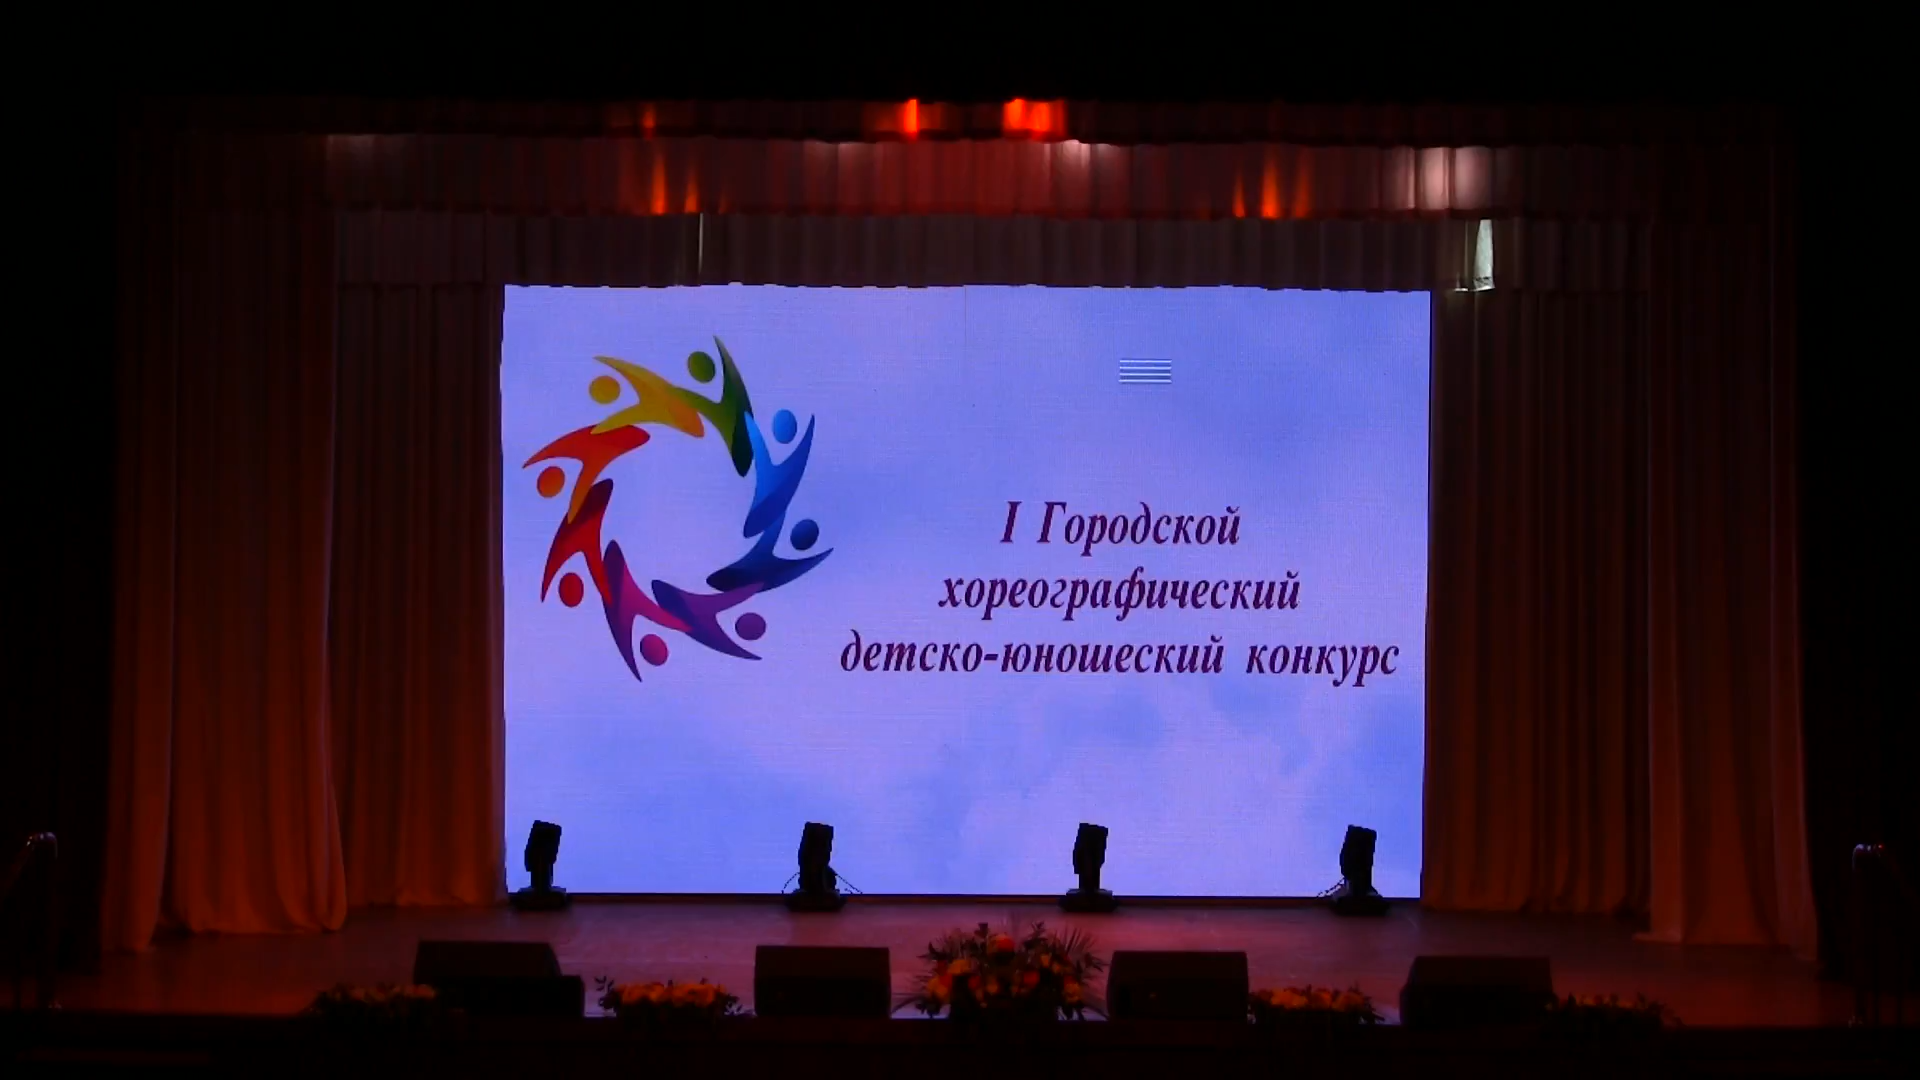 I Городской
хореографический
детско-юношеский конкурс